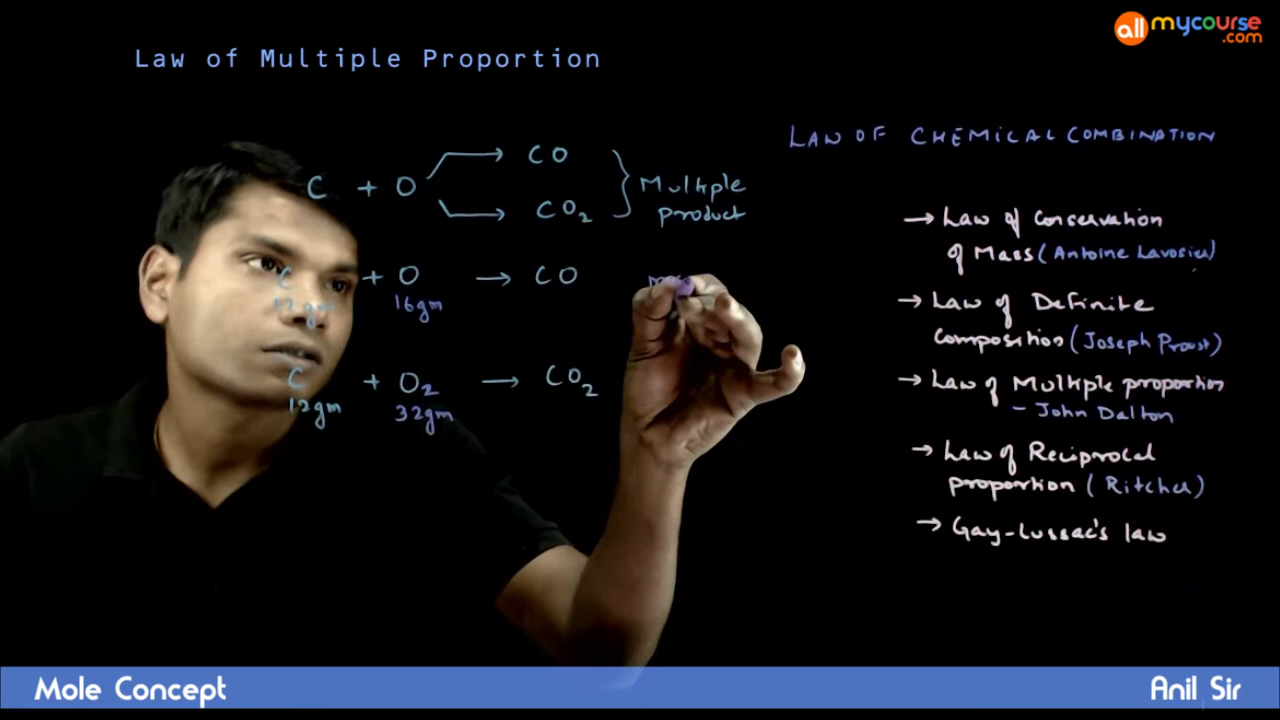 allmycourse.com
Law of Multiple Proportion
LAW OF CHEMICAL COMBINATION
C + O → CO
→ CO₂
Multiple
product
C + O → CO
12gm 16gm
C + O₂ → CO₂
12gm 32gm
→ Law of Conservation
of Mass (Antoine Lavosier)
→ Law of Definite
Composition (Joseph Proust)
→ Law of Multiple proportion
- John Dalton
→ Law of Reciprocal
proportion (Ritcher)
→ Gay-Lussac's law
Mole Concept
Anil Sir